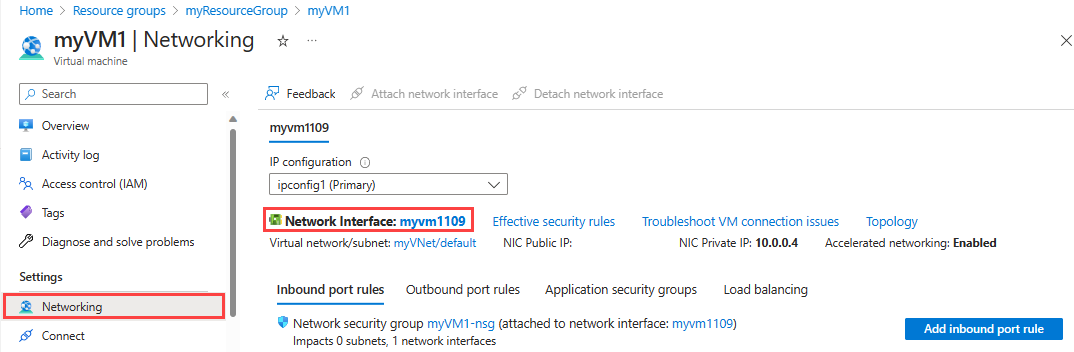 Home > Resource groups > myResourceGroup > myVM1
myVM1 | Networking
Virtual machine
Search
Overview
Activity log
Access control (IAM)
Tags
Diagnose and solve problems
Settings
Networking
Connect
Feedback Attach network interface Detach network interface
myvm1109
IP configuration
ipconfig1 (Primary)
Network Interface: myvm1109 Effective security rules Troubleshoot VM connection issues Topology
Virtual network/subnet: myVNet/default NIC Public IP: NIC Private IP: 10.0.0.4 Accelerated networking: Enabled
Inbound port rules Outbound port rules Application security groups Load balancing
Network security group myVM1-nsg (attached to network interface: myvm1109)
Impacts 0 subnets, 1 network interfaces
Add inbound port rule